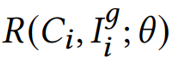 R(C_i, I_i^g; θ)